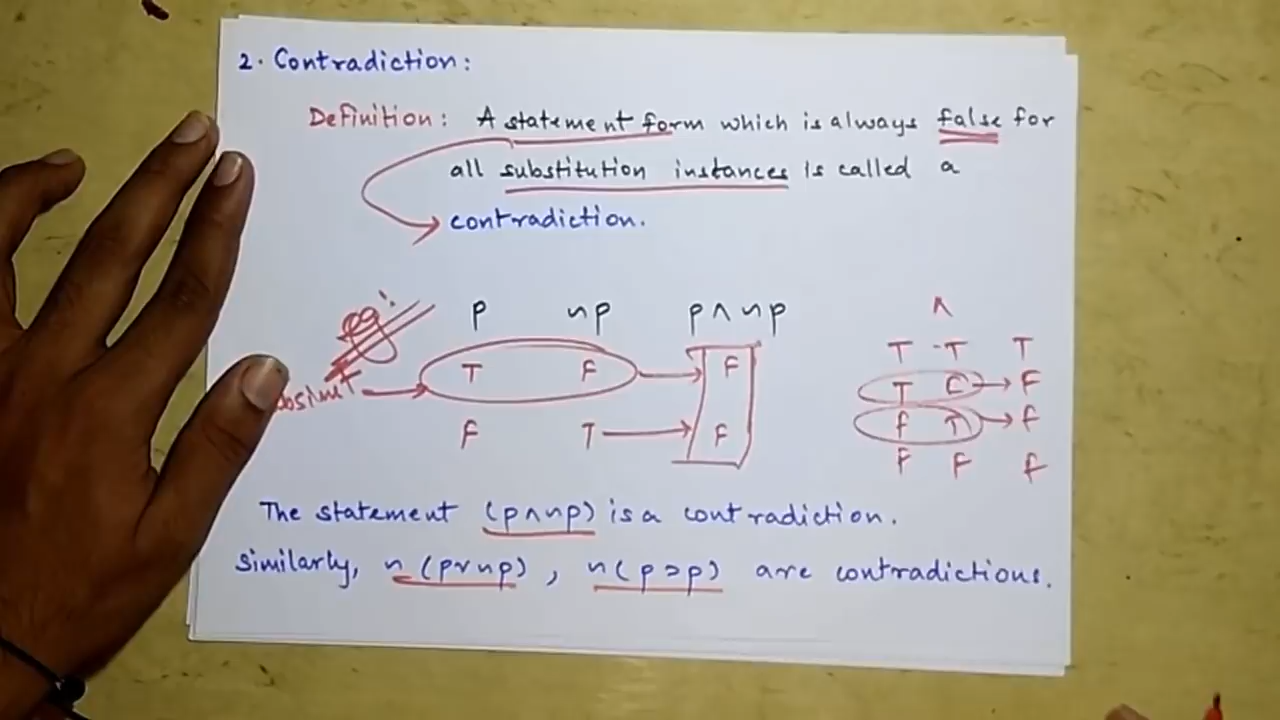 2. Contradiction:
Definition: A statement form which is always false for
all substitution instances is called a
contradiction.
p ~p p ∧ ~p ∧
T T T
T F F T F F
F T F F T F
F F F
The statement (p∧~p) is a contradiction.
Similarly, ~(p∨~p), ~(p⊃p) are contradictions.